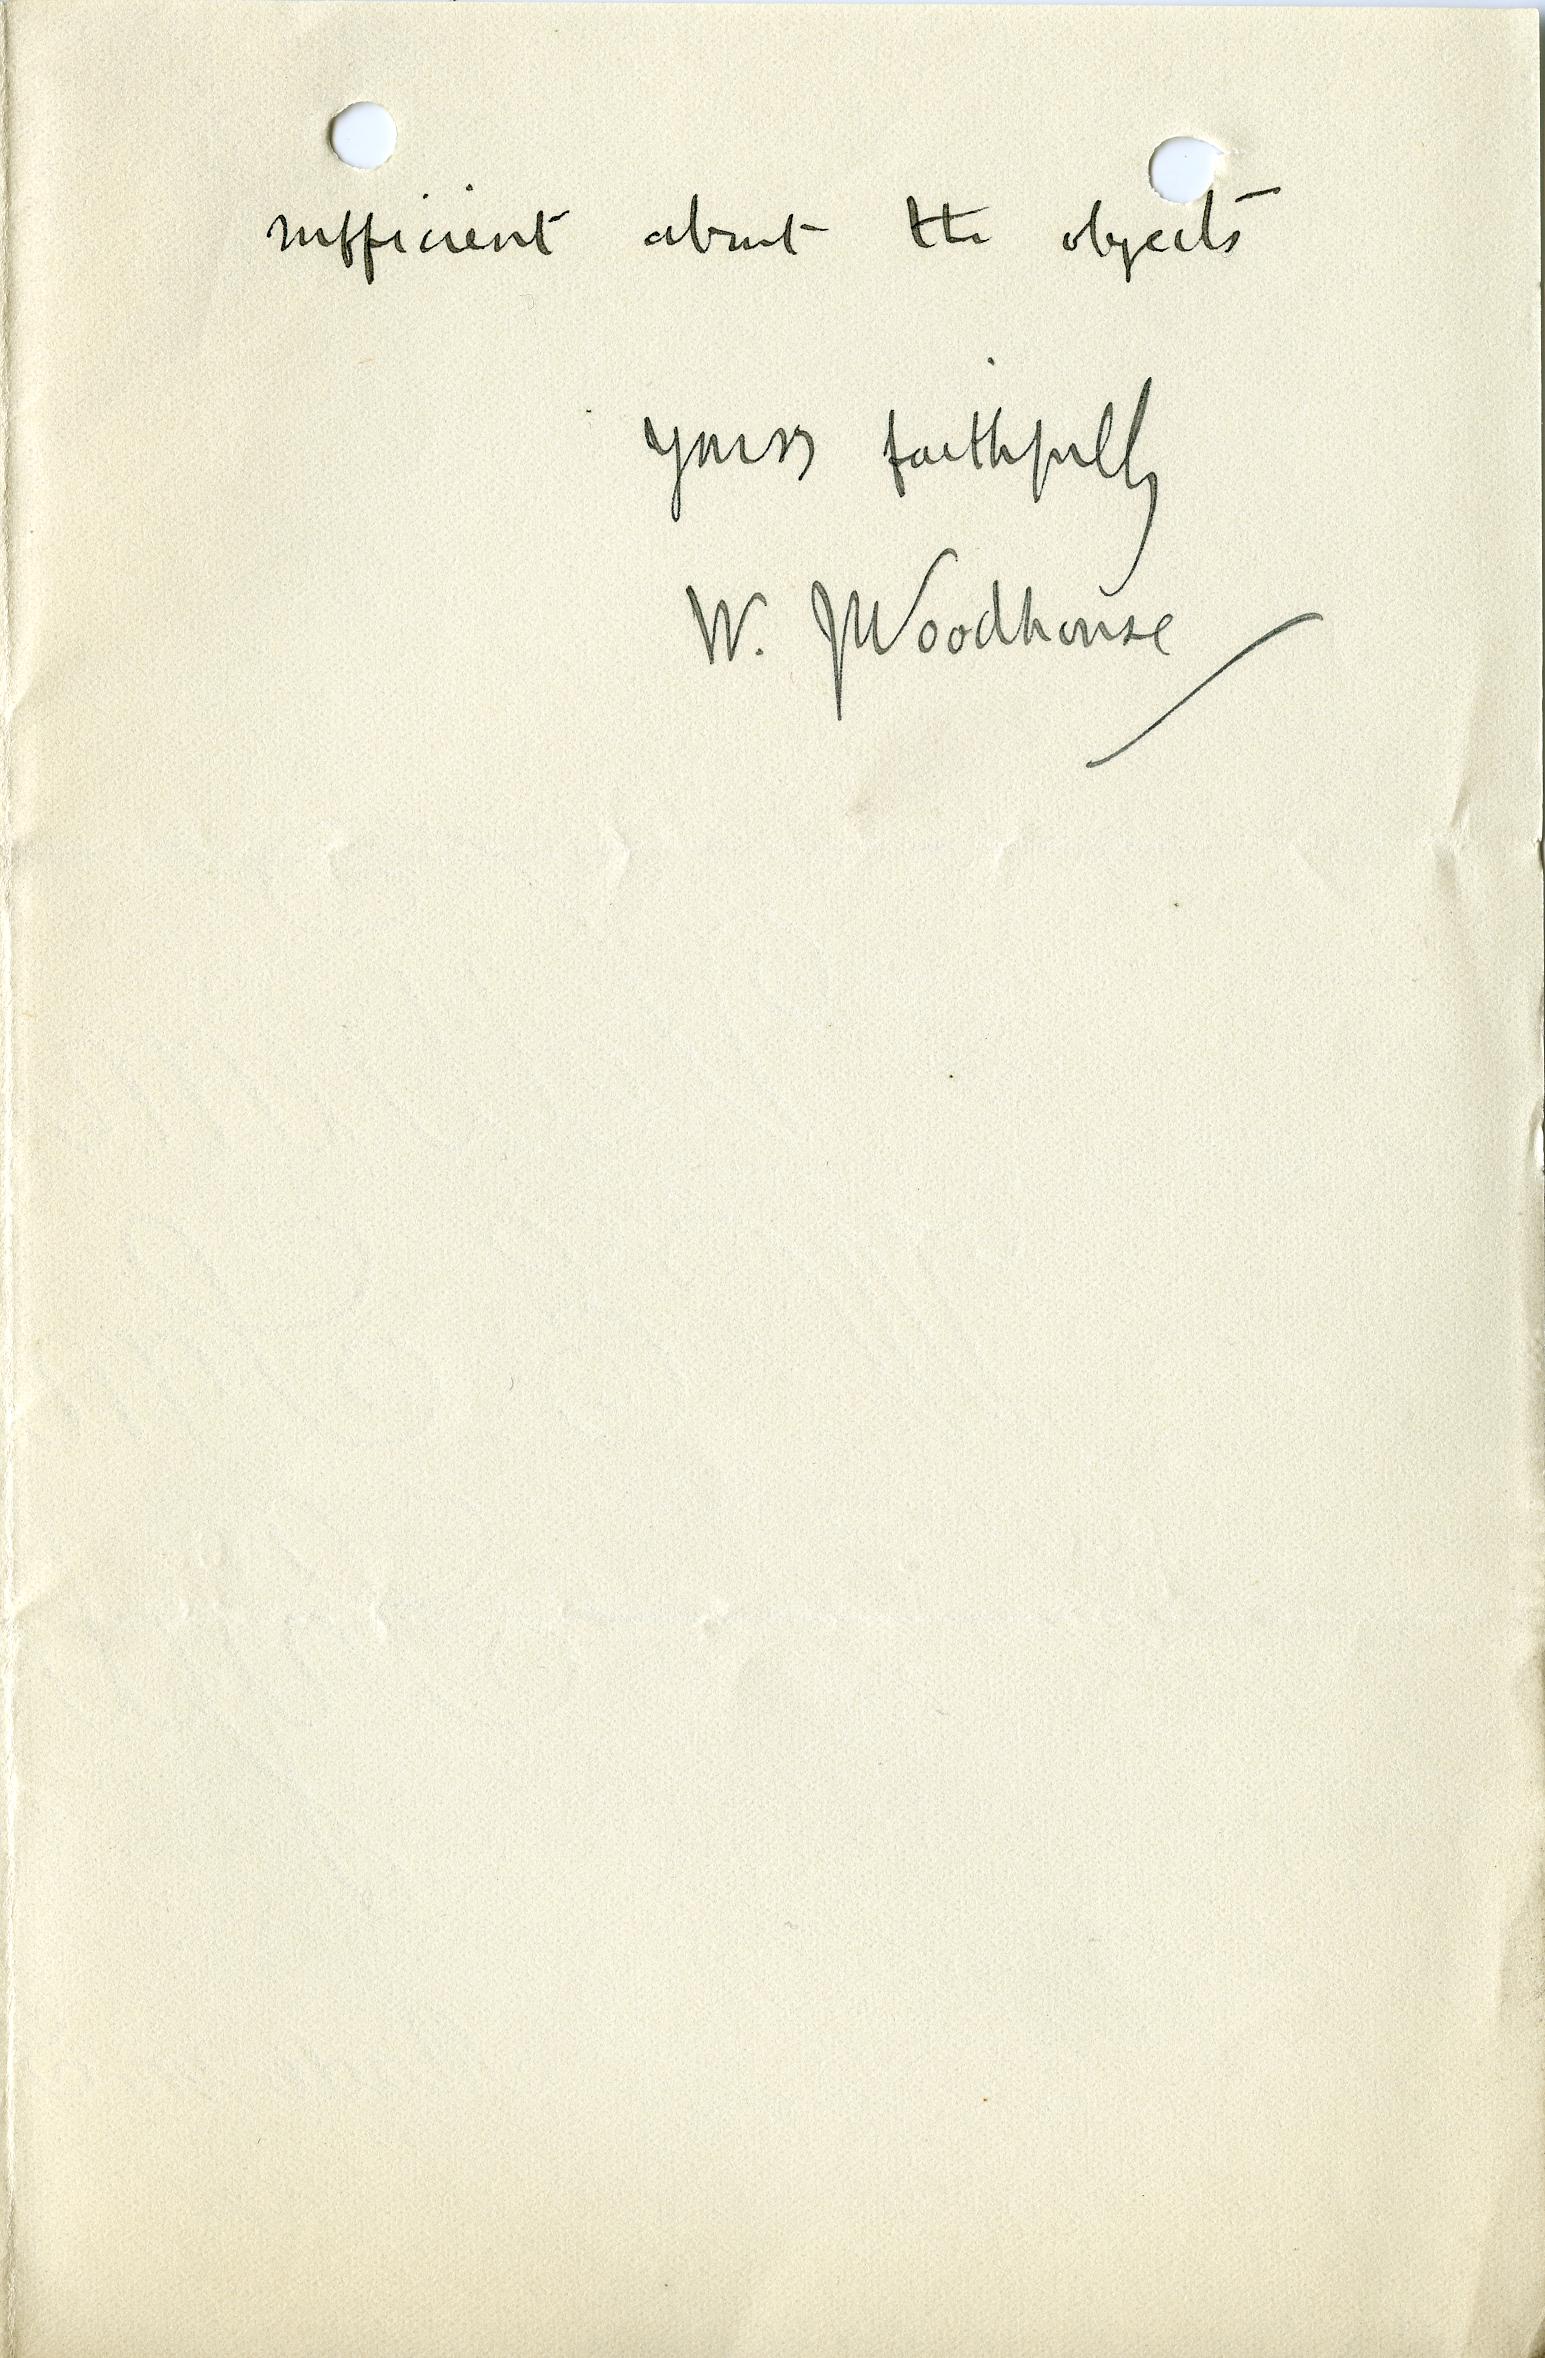 sufficient about the objects
yours faithfully
W. J Woodhouse